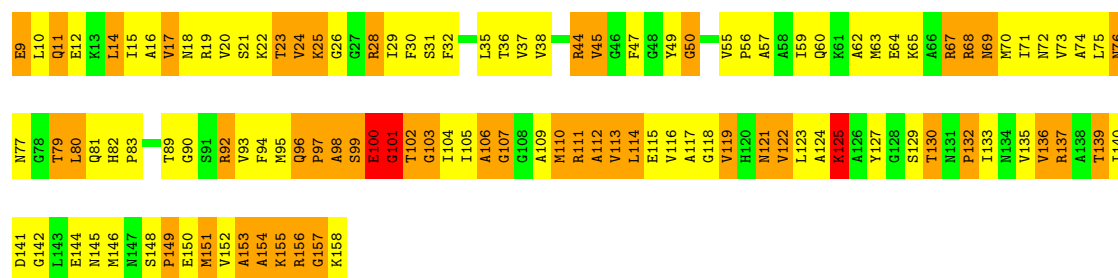 E9 L10 Q11 E12 K13 L14 I15 A16 V17 N18 R19 V20 S21 K22 T23 V24 K25 G26 G27 R28 I29 F30 S31 F32 L35 T36 V37 V38 R44 V45 G46 F47 G48 Y49 G50 V55 P56 A57 A58 I59 Q60 K61 A62 M63 E64 K65 A66 R67 R68 N69 M70 I71 N72 V73 A74 L75 N76
N77 G78 T79 L80 Q81 H82 P83 T89 G90 S91 R92 V93 F94 M95 Q96 P97 A98 S99 E100 G101 T102 G103 I104 I105 A106 G107 G108 A109 M110 R111 A112 V113 L114 E115 V116 A117 G118 V119 H120 N121 V122 L123 A124 K125 A126 Y127 G128 S129 T130 N131 P132 I133 N134 V135 V136 R137 A138 T139 I140
D141 G142 L143 E144 N145 M146 N147 S148 P149 E150 M151 V152 A153 A154 K155 R156 G157 K158